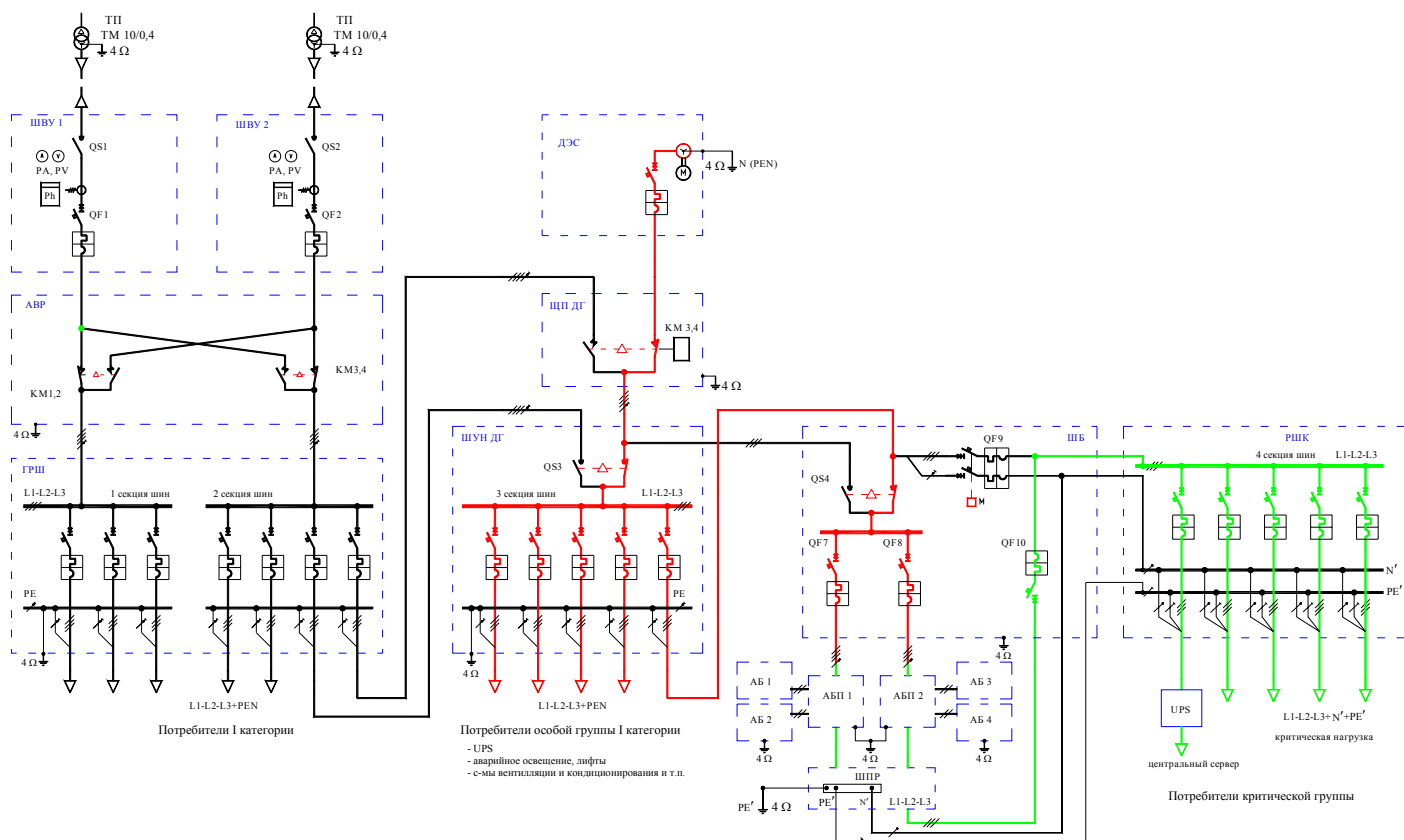 ТП
ТМ 10/0,4
4 Ω
ТП
ТМ 10/0,4
4 Ω
ШВУ 1
QS1
A V
PA, PV
Ph
QF1
ШВУ 2
QS2
A V
PA, PV
Ph
QF2
ДЭС
M
4 Ω
N (PEN)
АВР
KM1,2
KM3,4
4 Ω
ЩП ДГ
KM 3,4
4 Ω
ГРШ
L1-L2-L3
1 секция шин
2 секция шин
PE
4 Ω
L1-L2-L3+PEN
Потребители I категории
ШУН ДГ
QS3
3 секция шин
L1-L2-L3
PE
4 Ω
L1-L2-L3+PEN
Потребители особой группы I категории
- UPS
- аварийное освещение, лифты
- с-мы вентилляции и кондиционирования и т.п.
ШБ
QF9
QS4
M
QF7
QF8
QF10
4 Ω
РШК
4 секция шин
L1-L2-L3
N′
PE′
АБ 1
АБ 2
4 Ω
АБП 1
АБП 2
4 Ω
АБ 3
АБ 4
4 Ω
ШПР
PE′
4 Ω
PE′
N′
L1-L2-L3
UPS
центральный сервер
L1-L2-L3+N′+PE′
критическая нагрузка
Потребители критической группы